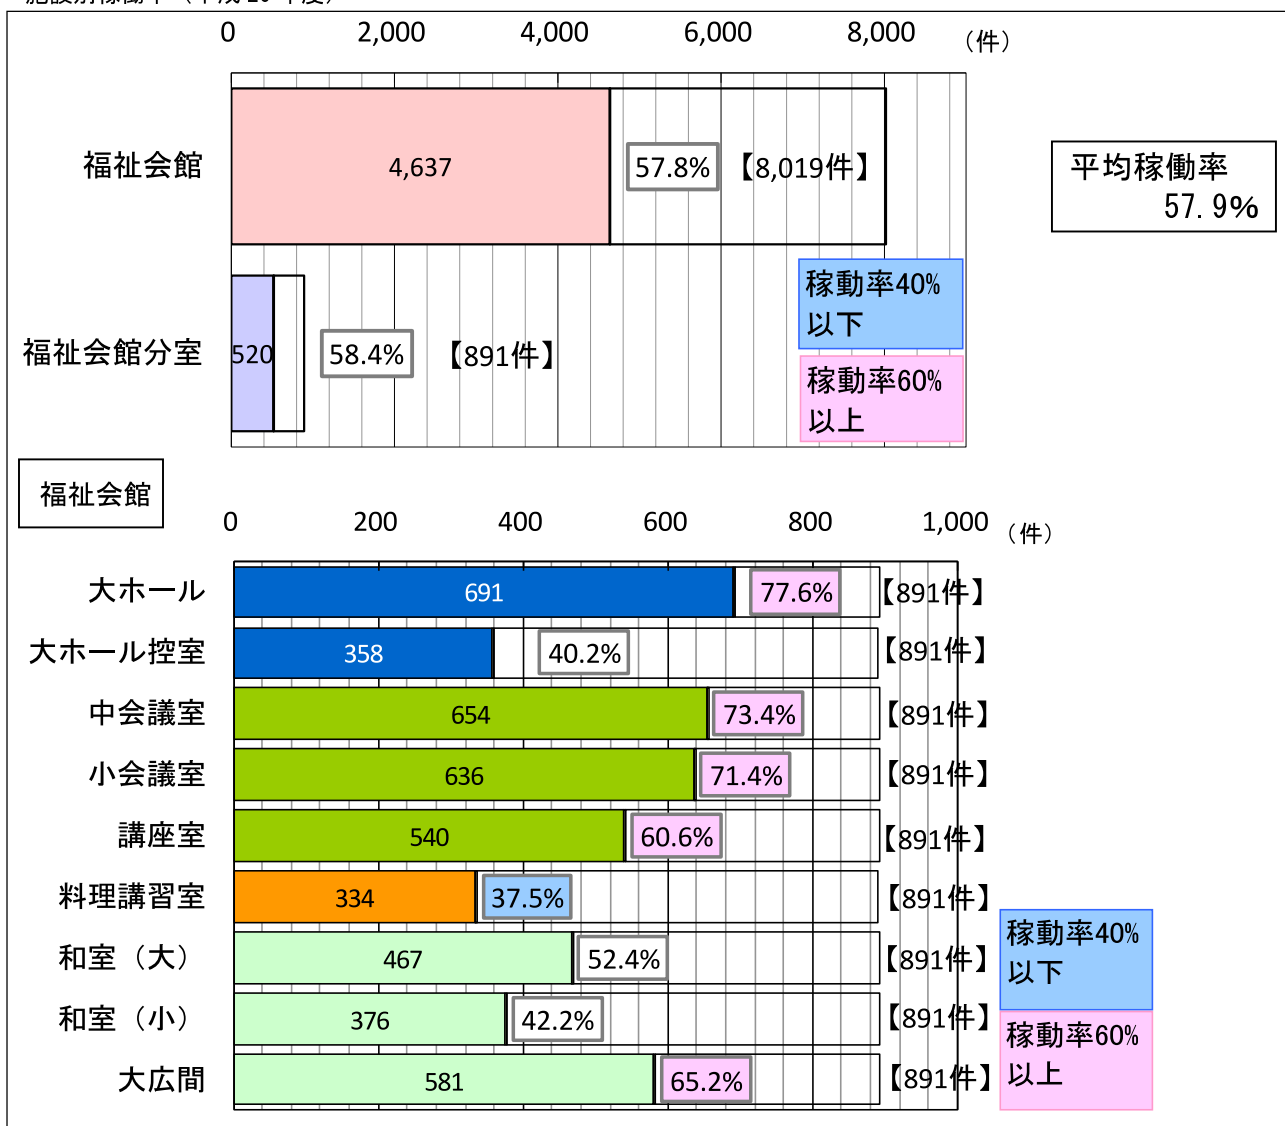 0 2,000 4,000 6,000 8,000 （件）
福祉会館 4,637 57.8% 【8,019件】
平均稼働率
57.9%
福祉会館分室 520 58.4% 【891件】
稼動率40%
以下
稼動率60%
以上
福祉会館
0 200 400 600 800 1,000 （件）
大ホール 691 77.6% 【891件】
大ホール控室 358 40.2% 【891件】
中会議室 654 73.4% 【891件】
小会議室 636 71.4% 【891件】
講座室 540 60.6% 【891件】
料理講習室 334 37.5% 【891件】
和室（大） 467 52.4% 【891件】
和室（小） 376 42.2% 【891件】
大広間 581 65.2% 【891件】
稼動率40%
以下
稼動率60%
以上